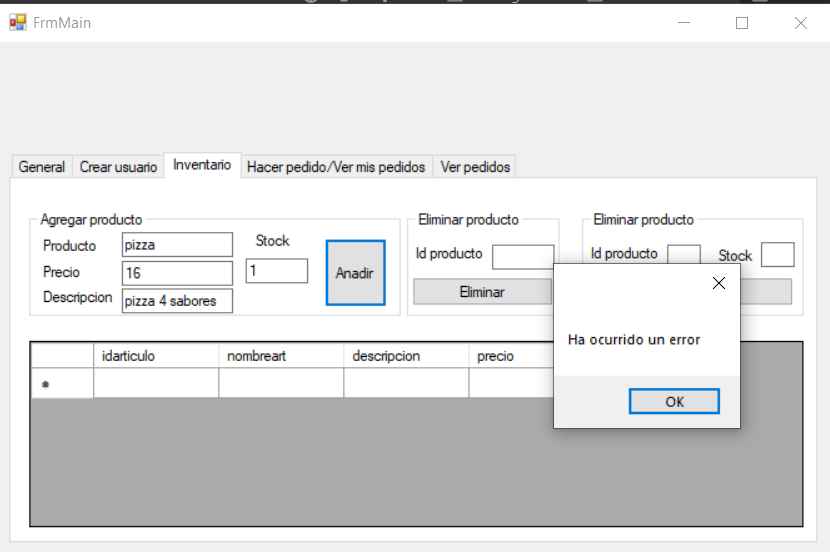 FrmMain
General Crear usuario Inventario Hacer pedido/Ver mis pedidos Ver pedidos
Agregar producto
Producto pizza
Stock
Precio 16
1
Descripcion pizza 4 sabores
Anadir
Eliminar producto
Id producto
Eliminar
Eliminar producto
Id producto Stock
idarticulo nombreart descripcion precio
*
Ha ocurrido un error
OK